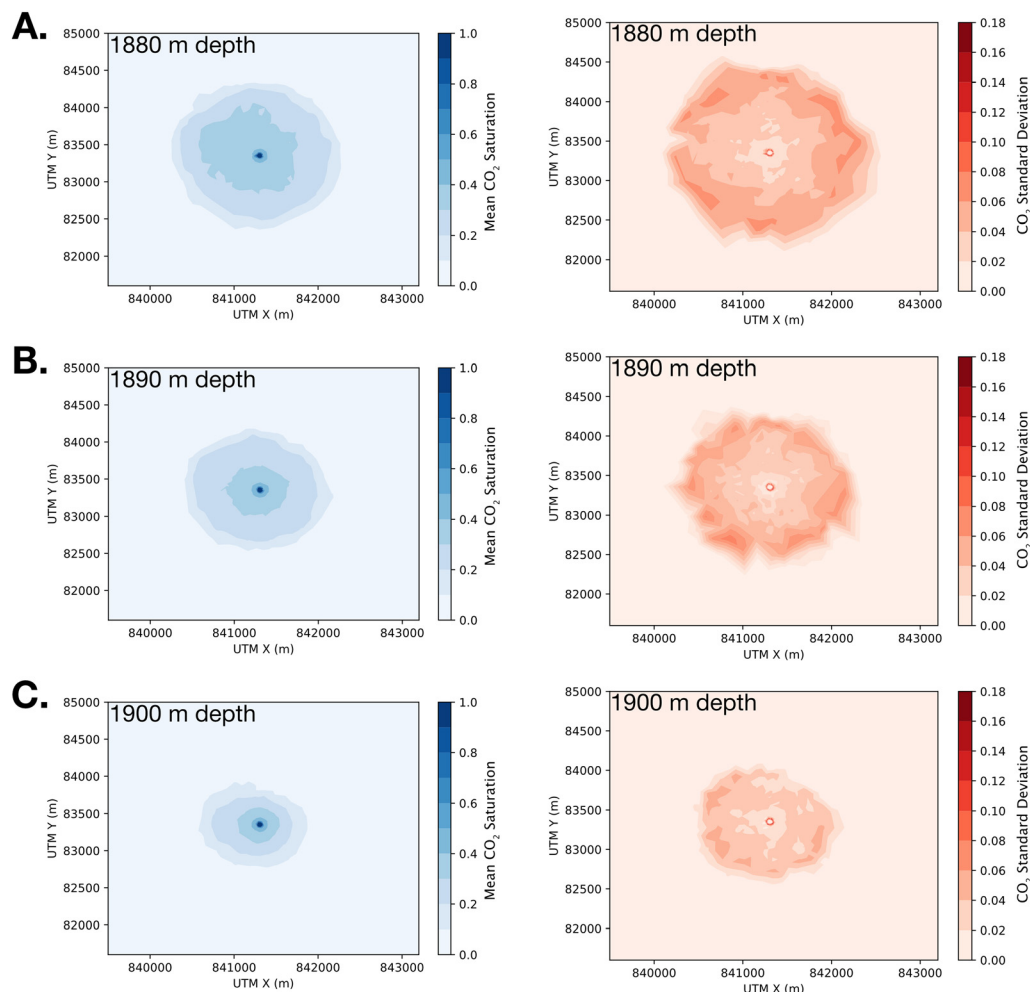 A.
1880 m depth
85000
84500
84000
83500
83000
82500
82000
UTM Y (m)
840000 841000 842000 843000
UTM X (m)
1.0
0.8
0.6
0.4
0.2
0.0
Mean CO2 Saturation
1880 m depth
85000
84500
84000
83500
83000
82500
82000
UTM Y (m)
840000 841000 842000 843000
UTM X (m)
0.18
0.16
0.14
0.12
0.10
0.08
0.06
0.04
0.02
0.00
CO, Standard Deviation
B.
1890 m depth
85000
84500
84000
83500
83000
82500
82000
UTM Y (m)
840000 841000 842000 843000
UTM X (m)
1.0
0.8
0.6
0.4
0.2
0.0
Mean CO2 Saturation
1890 m depth
85000
84500
84000
83500
83000
82500
82000
UTM Y (m)
840000 841000 842000 843000
UTM X (m)
0.18
0.16
0.14
0.12
0.10
0.08
0.06
0.04
0.02
0.00
CO, Standard Deviation
C.
1900 m depth
85000
84500
84000
83500
83000
82500
82000
UTM Y (m)
840000 841000 842000 843000
UTM X (m)
1.0
0.8
0.6
0.4
0.2
0.0
Mean CO2 Saturation
1900 m depth
85000
84500
84000
83500
83000
82500
82000
UTM Y (m)
840000 841000 842000 843000
UTM X (m)
0.18
0.16
0.14
0.12
0.10
0.08
0.06
0.04
0.02
0.00
CO, Standard Deviation